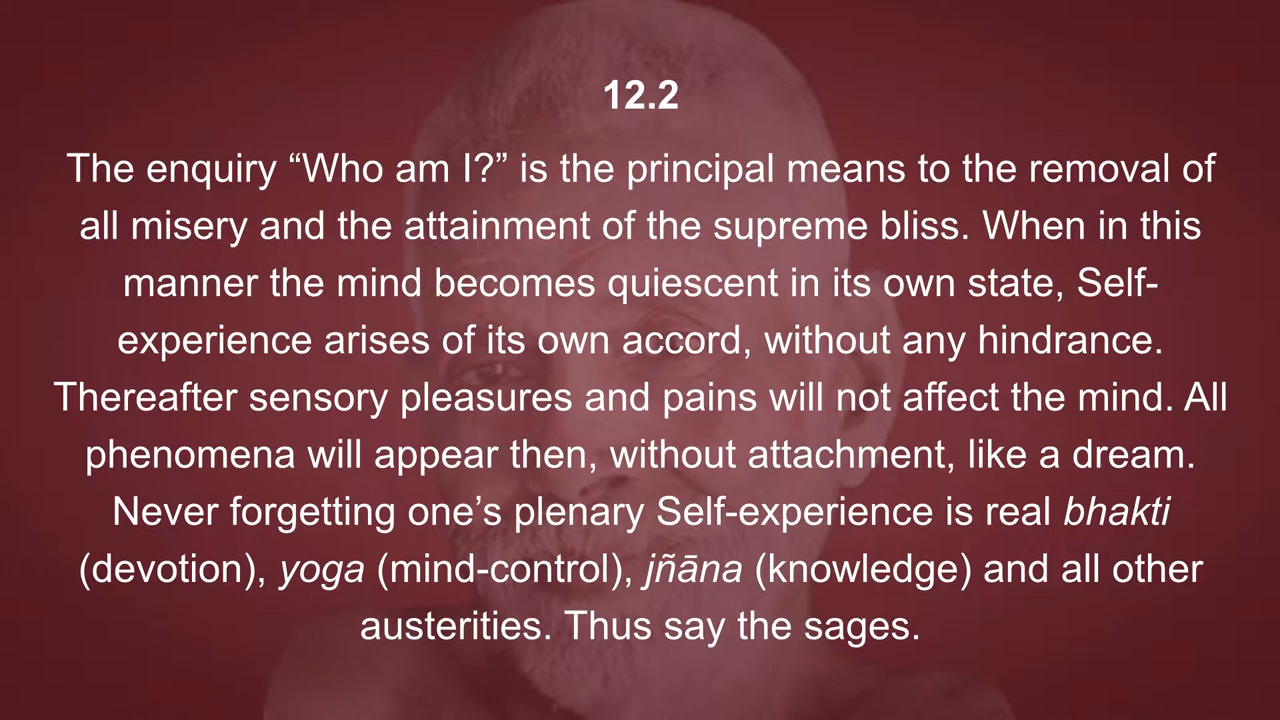 12.2
The enquiry “Who am I?” is the principal means to the removal of
all misery and the attainment of the supreme bliss. When in this
manner the mind becomes quiescent in its own state, Self-
experience arises of its own accord, without any hindrance.
Thereafter sensory pleasures and pains will not affect the mind. All
phenomena will appear then, without attachment, like a dream.
Never forgetting one’s plenary Self-experience is real bhakti
(devotion), yoga (mind-control), jñāna (knowledge) and all other
austerities. Thus say the sages.